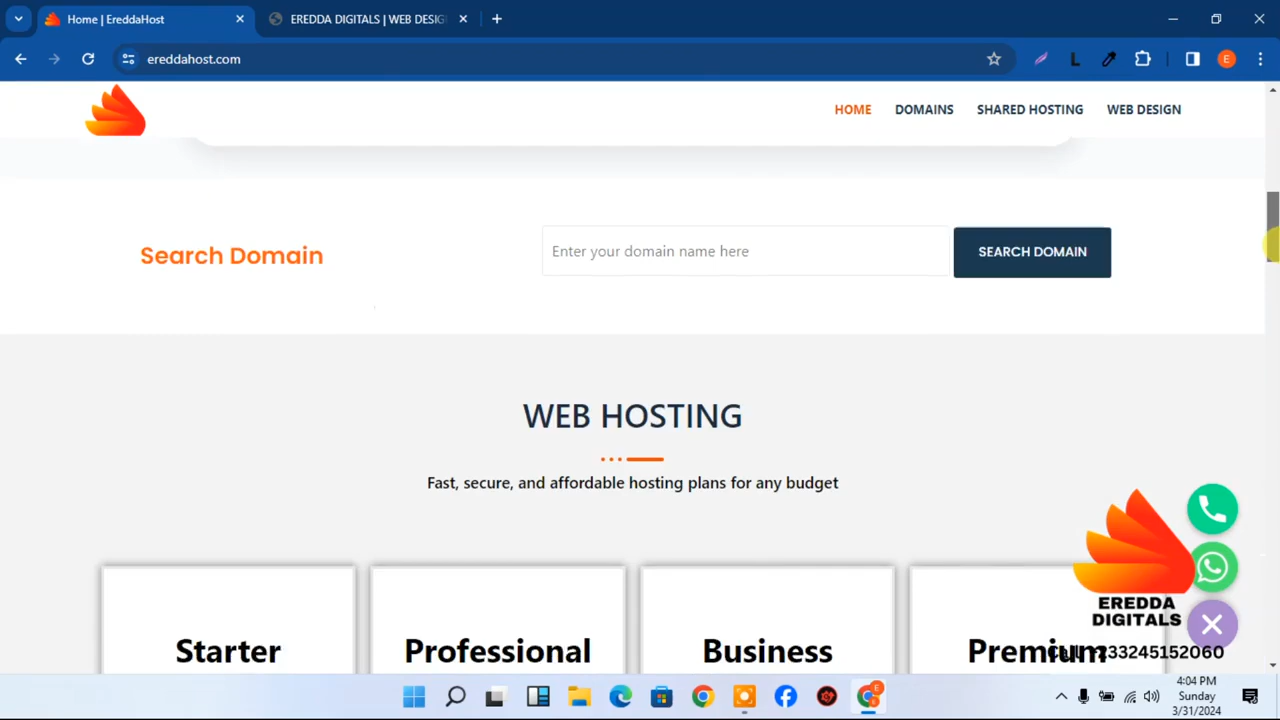 Home | EreddaHost
EREDDA DIGITALS | WEB DESIG
ereddahost.com
L
E
HOME DOMAINS SHARED HOSTING WEB DESIGN
Search Domain
Enter your domain name here
SEARCH DOMAIN
WEB HOSTING
Fast, secure, and affordable hosting plans for any budget
Starter
Professional
Business
Premium
EREDDA
DIGITALS
+233245152060
E
4:04 PM
Sunday
3/31/2024